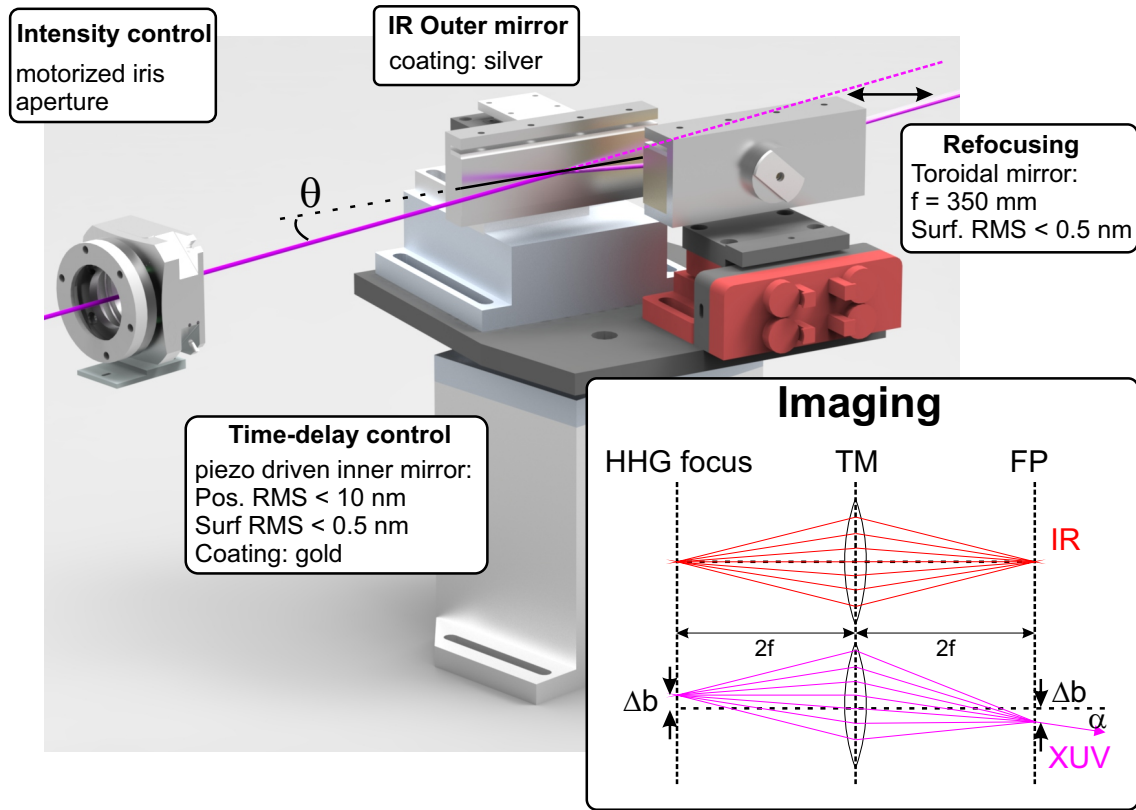 Intensity control
motorized iris
aperture
IR Outer mirror
coating: silver
Refocusing
Toroidal mirror:
f = 350 mm
Surf. RMS < 0.5 nm
θ
Time-delay control
piezo driven inner mirror:
Pos. RMS < 10 nm
Surf RMS < 0.5 nm
Coating: gold
Imaging
HHG focus TM FP
IR
2f 2f
Δb Δb
α
XUV